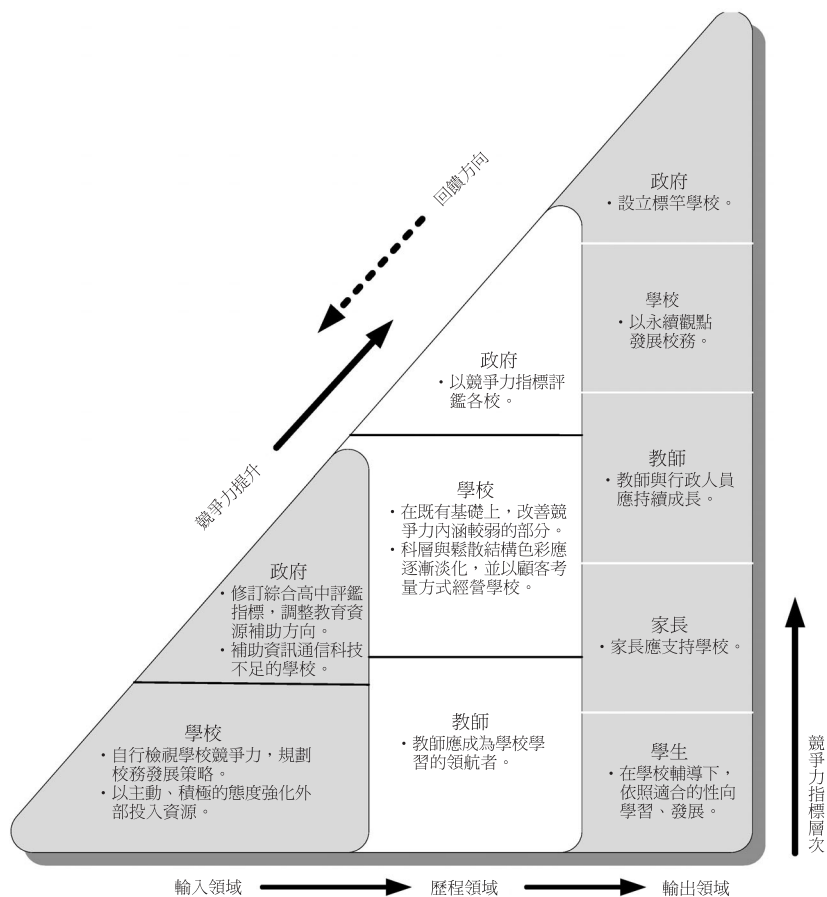 回饋方向
競爭力提升
政府
・修訂綜合高中評鑑
指標，調整教育資
源補助方向。
・補助資訊通信科技
不足的學校。
學校
・自行檢視學校競爭力，規劃
校務發展策略。
・以主動、積極的態度強化外
部投入資源。
政府
・以競爭力指標評
鑑各校。
學校
・在既有基礎上，改善競
爭力內涵較弱的部分。
・科層與鬆散結構色彩應
逐漸淡化，並以顧客考
量方式經營學校。
教師
・教師應成為學校學
習的領航者。
政府
・設立標竿學校。
學校
・以永續觀點
發展校務。
教師
・教師與行政人員
應持續成長。
家長
・家長應支持學校。
學生
・在學校輔導下，
依照適合的性向
學習、發展。
競爭力指標層次
輸入領域
歷程領域
輸出領域